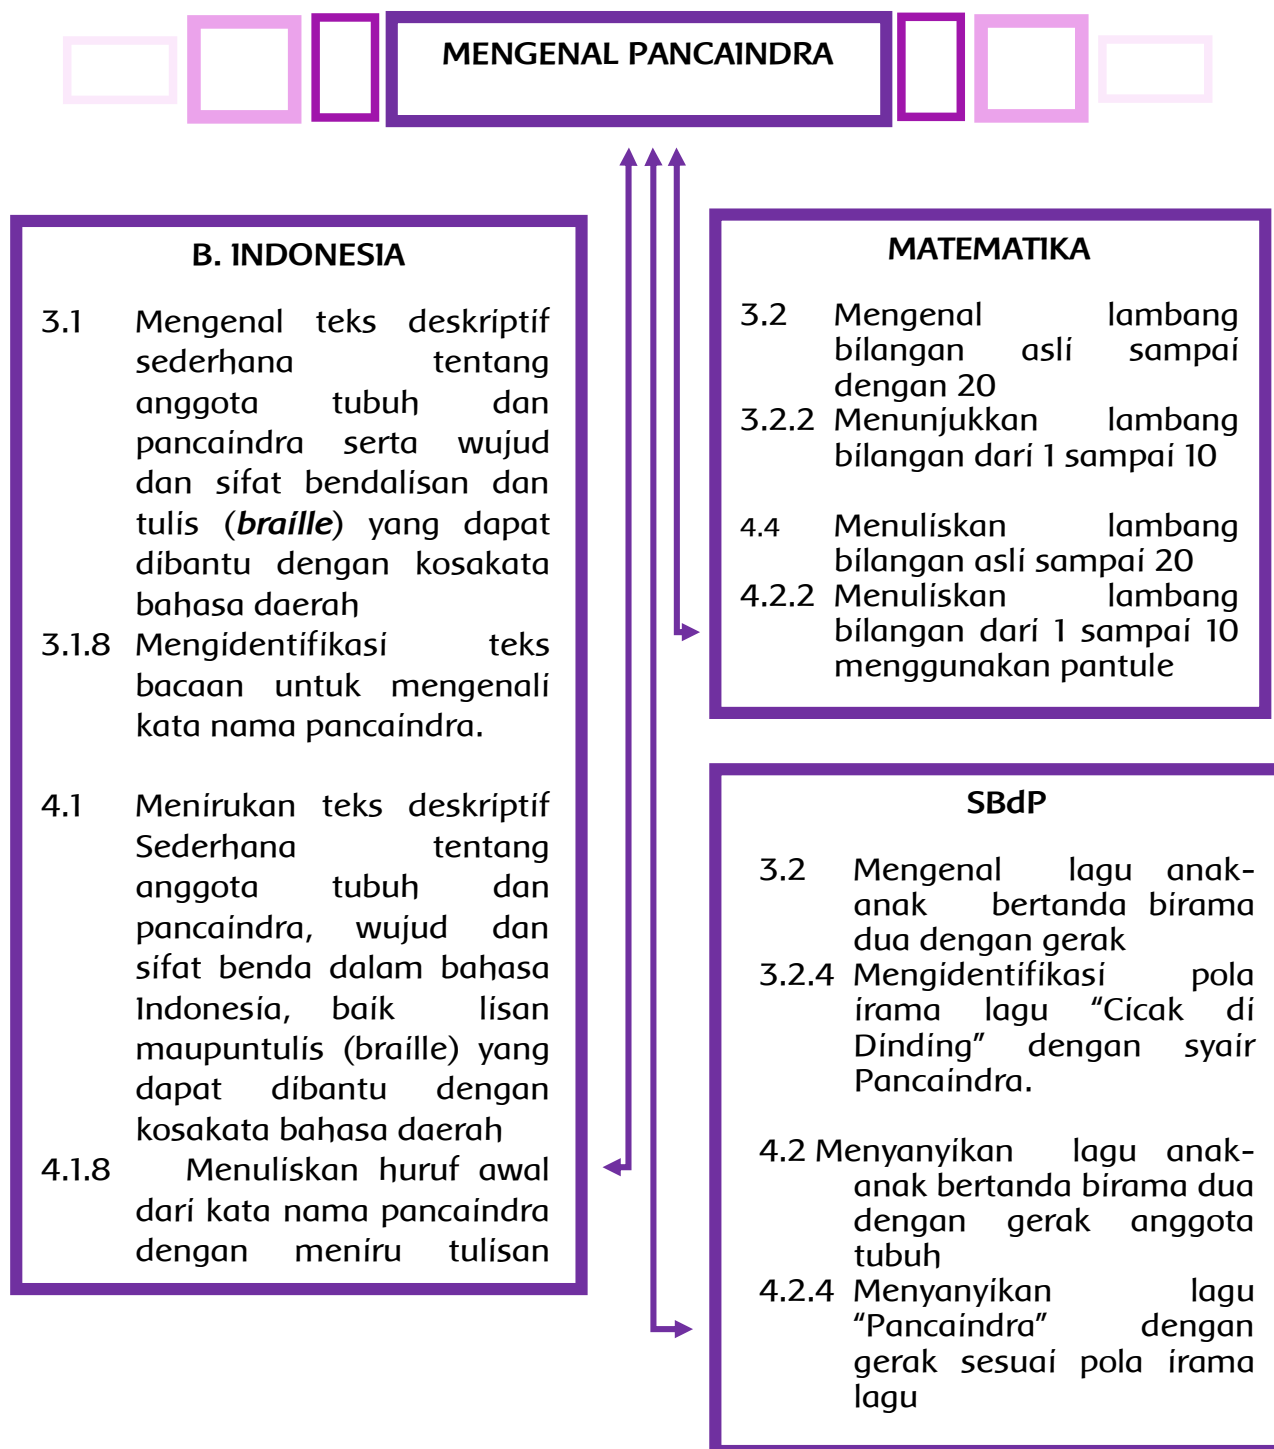 MENGENAL PANCAINDRA
B. INDONESIA
3.1 Mengenal teks deskriptif
sederhana tentang
anggota tubuh dan
pancaindra serta wujud
dan sifat bendalisan dan
tulis (braille) yang dapat
dibantu dengan kosakata
bahasa daerah
3.1.8 Mengidentifikasi teks
bacaan untuk mengenali
kata nama pancaindra.
4.1 Menirukan teks deskriptif
Sederhana tentang
anggota tubuh dan
pancaindra, wujud dan
sifat benda dalam bahasa
Indonesia, baik lisan
maupuntulis (braille) yang
dapat dibantu dengan
kosakata bahasa daerah
4.1.8 Menuliskan huruf awal
dari kata nama pancaindra
dengan meniru tulisan
MATEMATIKA
3.2 Mengenal lambang
bilangan asli sampai
dengan 20
3.2.2 Menunjukkan lambang
bilangan dari 1 sampai 10
4.4 Menuliskan lambang
bilangan asli sampai 20
4.2.2 Menuliskan lambang
bilangan dari 1 sampai 10
menggunakan pantule
SBdP
3.2 Mengenal lagu anak-
anak bertanda birama
dua dengan gerak
3.2.4 Mengidentifikasi pola
irama lagu “Cicak di
Dinding” dengan syair
Pancaindra.
4.2 Menyanyikan lagu anak-
anak bertanda birama dua
dengan gerak anggota
tubuh
4.2.4 Menyanyikan lagu
“Pancaindra” dengan
gerak sesuai pola irama
lagu